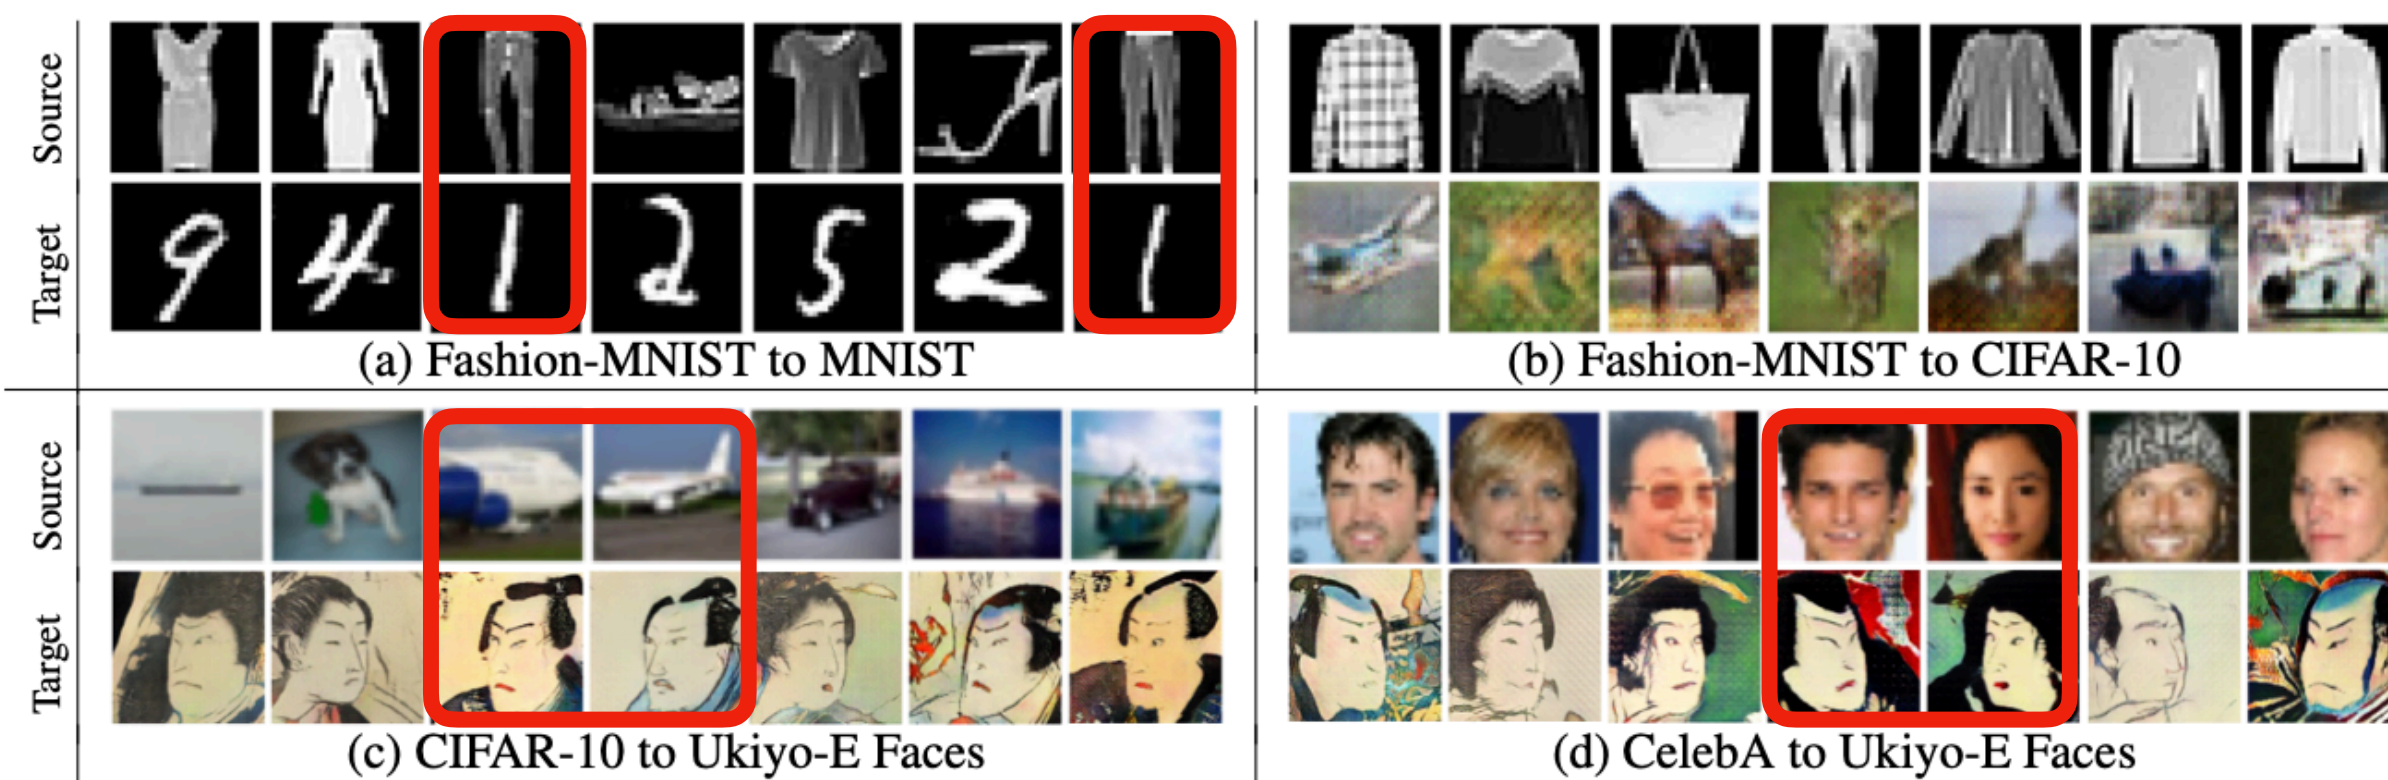 Source
Target
(a) Fashion-MNIST to MNIST
(b) Fashion-MNIST to CIFAR-10
Source
Target
(c) CIFAR-10 to Ukiyo-E Faces
(d) CelebA to Ukiyo-E Faces